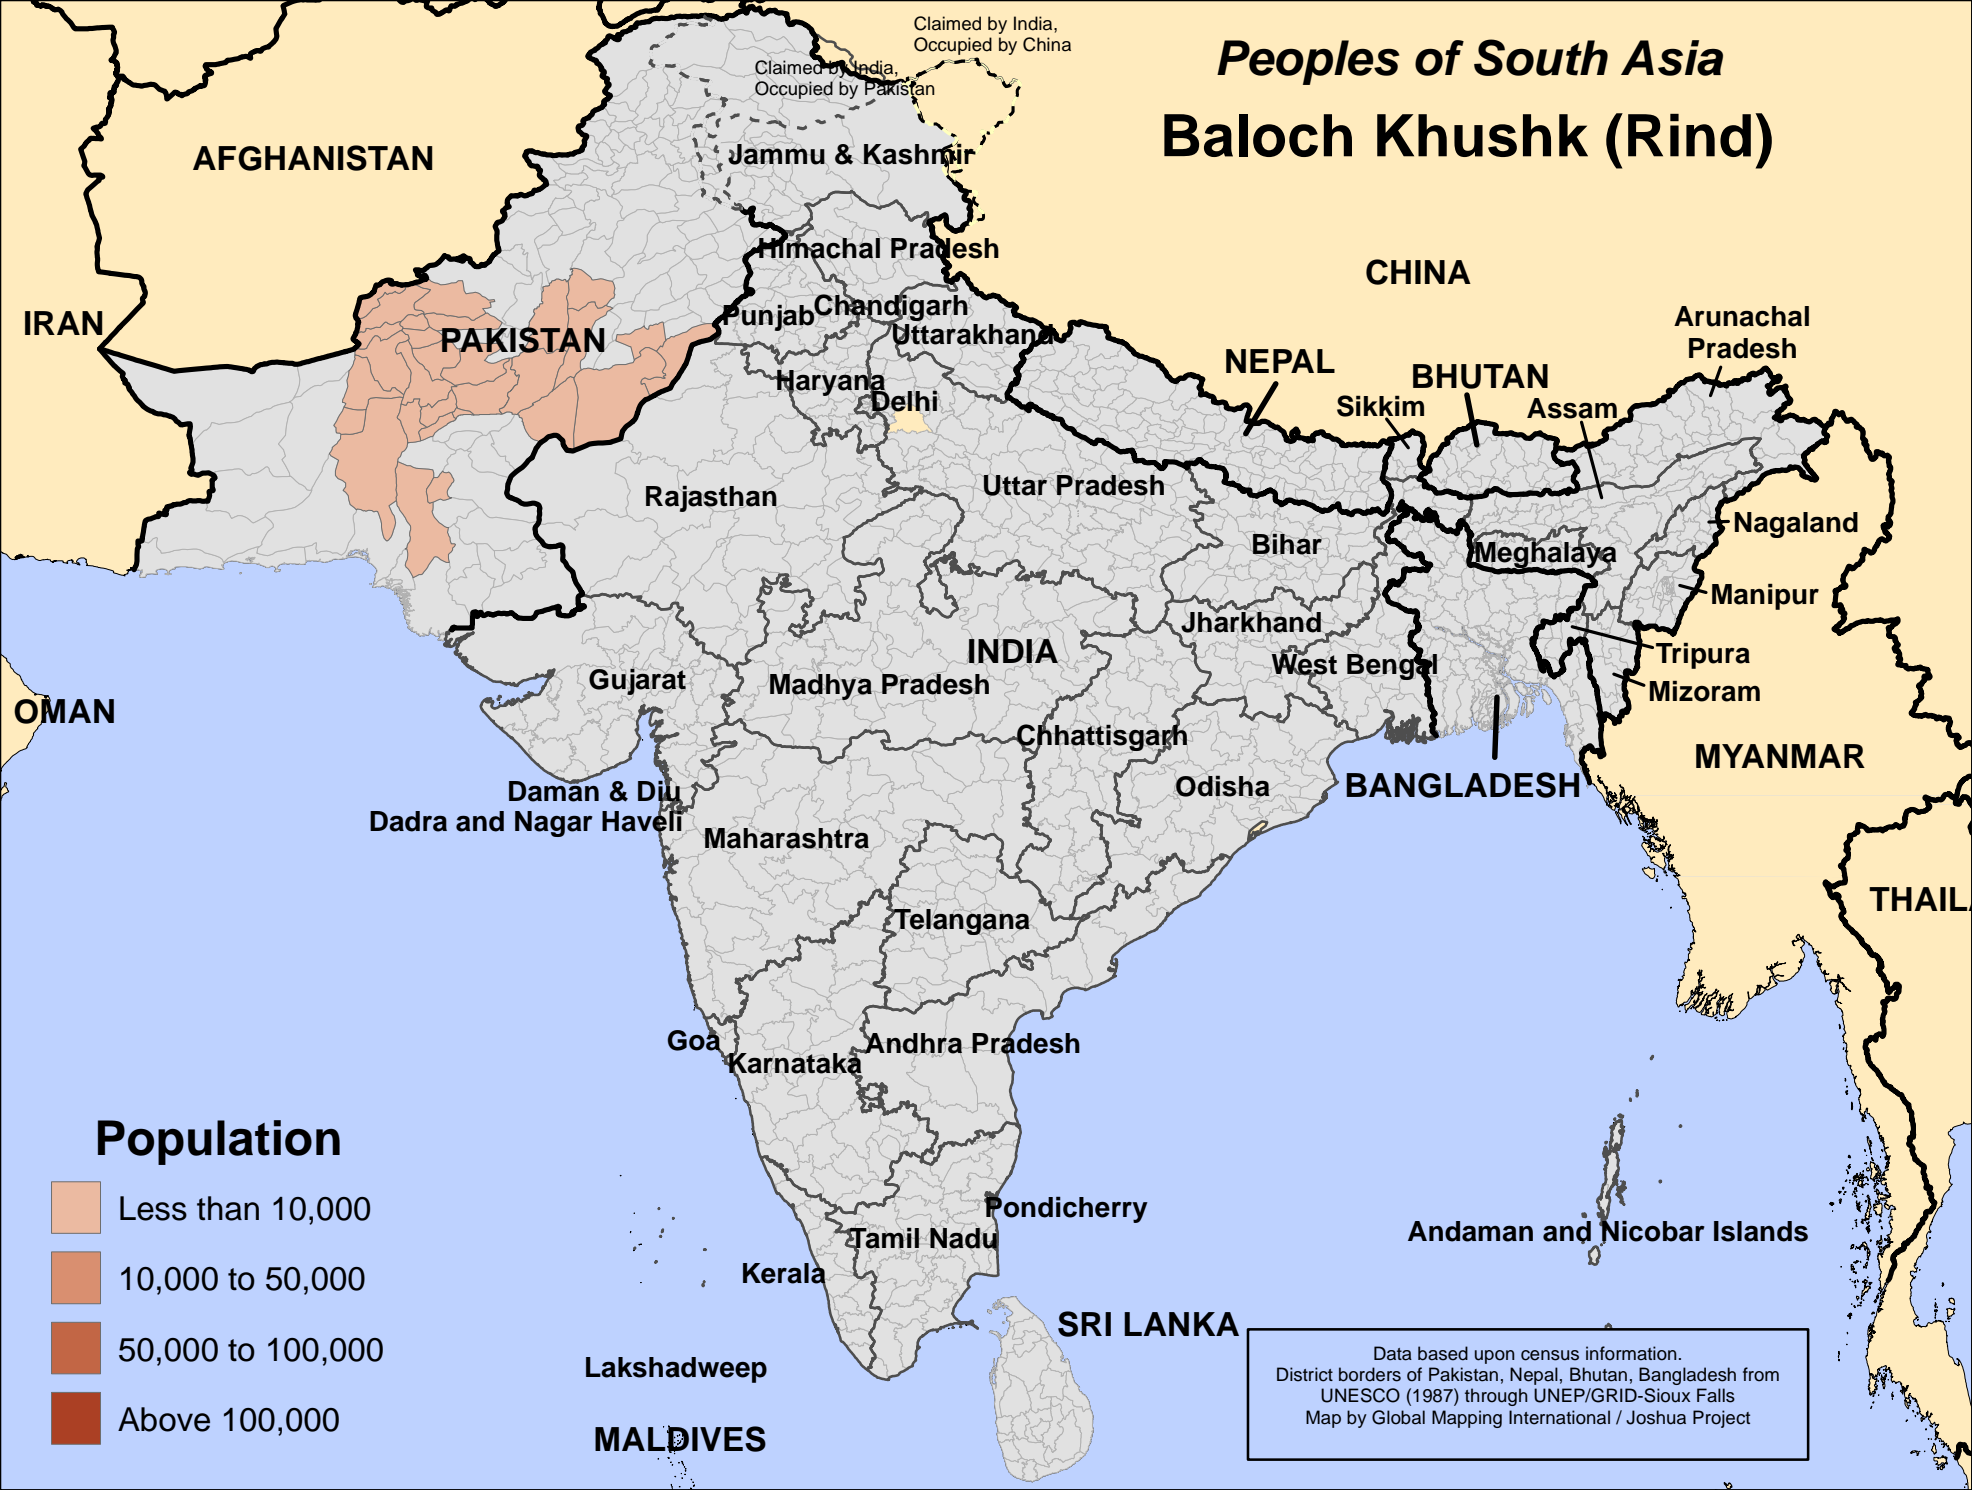 Claimed by India,
Occupied by China
Peoples of South Asia
Baloch Khushk (Rind)
Claimed by India,
Occupied by Pakistan
AFGHANISTAN
Jammu & Kashmir
Himachal Pradesh
CHINA
IRAN
PAKISTAN
Punjab
Chandigarh
Uttarakhand
Arunachal
Pradesh
NEPAL
BHUTAN
Haryana
Delhi
Sikkim
Assam
Rajasthan
Uttar Pradesh
Bihar
Nagaland
Meghalaya
Manipur
Jharkhand
INDIA
West Bengal
Tripura
Mizoram
Gujarat
Madhya Pradesh
OMAN
Chhattisgarh
MYANMAR
Odisha
BANGLADESH
Daman & Diu
Dadra and Nagar Haveli
Maharashtra
THAIL
Telangana
Goa
Karnataka
Andhra Pradesh
Pondicherry
Tamil Nadu
Andaman and Nicobar Islands
Kerala
SRI LANKA
Lakshadweep
MALDIVES
Population
Less than 10,000
10,000 to 50,000
50,000 to 100,000
Above 100,000
Data based upon census information.
District borders of Pakistan, Nepal, Bhutan, Bangladesh from
UNESCO (1987) through UNEP/GRID-Sioux Falls
Map by Global Mapping International / Joshua Project